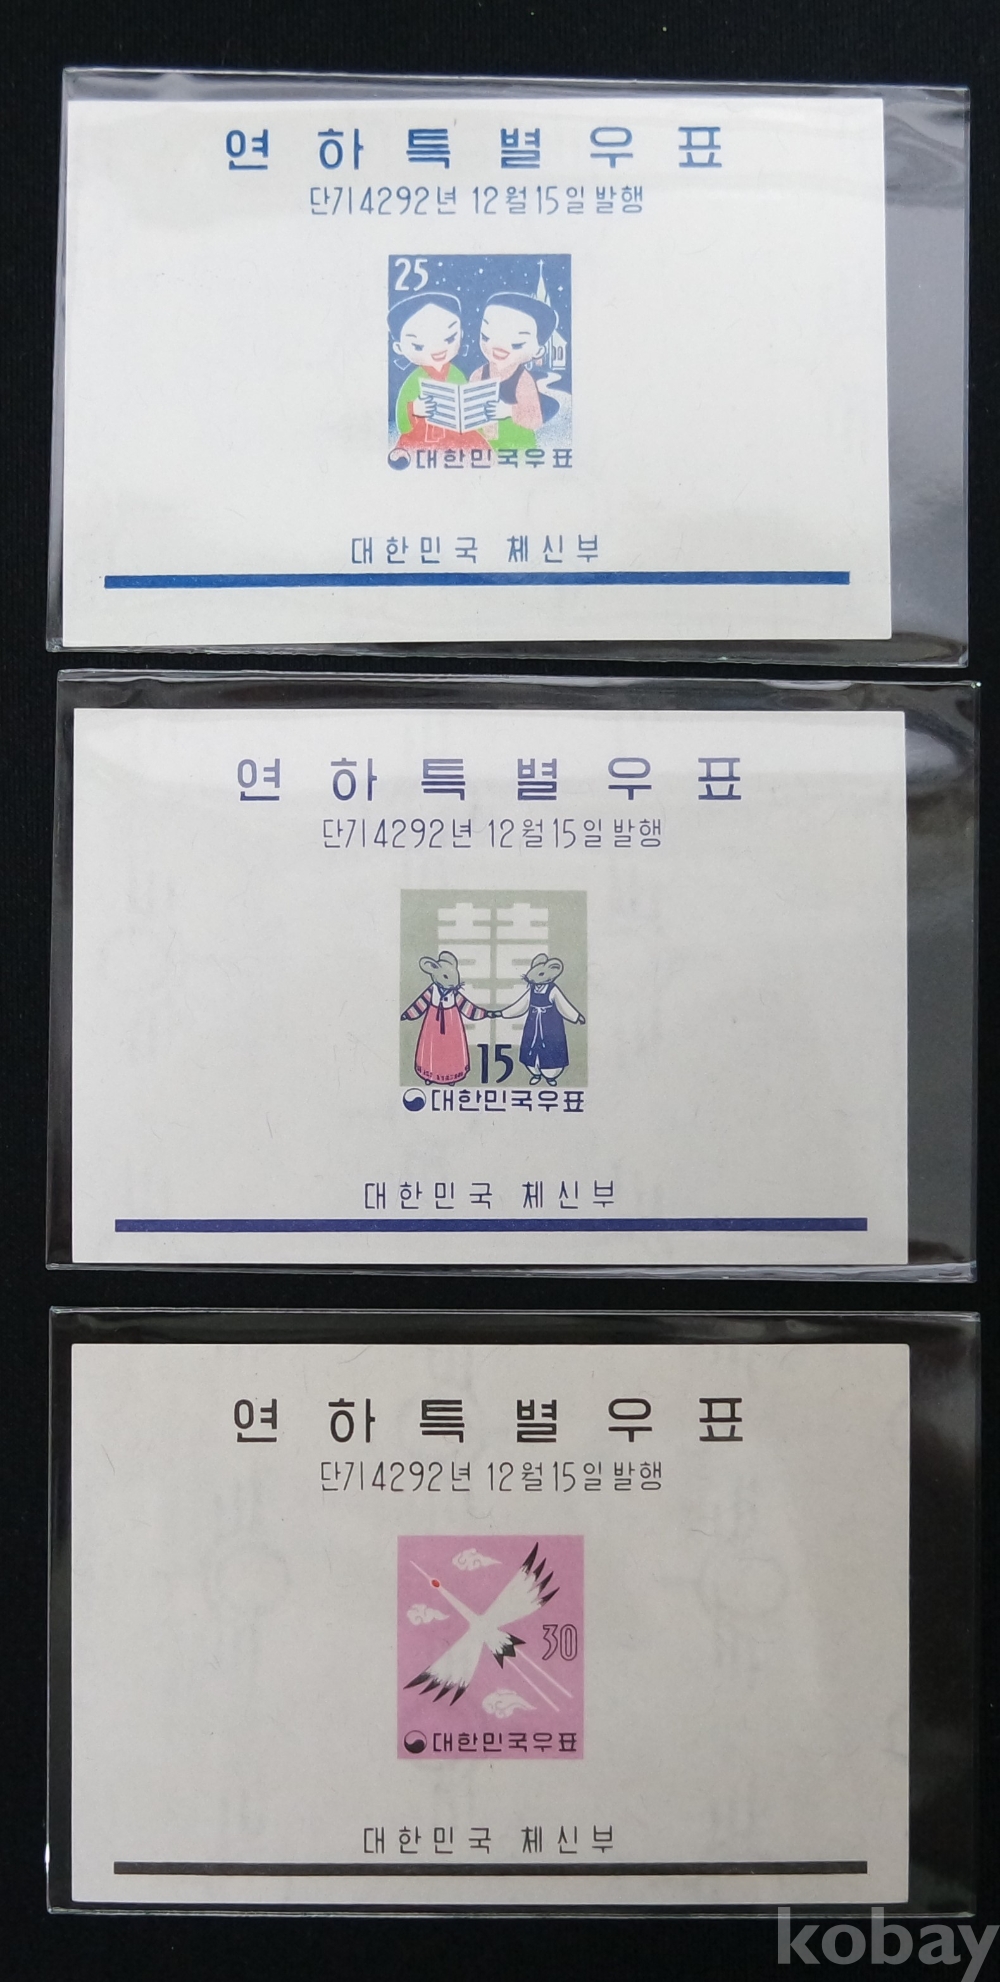 연하특별우표
단기4292년 12월15일발행
25
대한민국우표
대한민국 체신부
연하특별우표
단기4292년 12월15일발행
囍
15
대한민국우표
대한민국 체신부
연하특별우표
단기4292년 12월15일발행
30
대한민국우표
대한민국 체신부
kobay